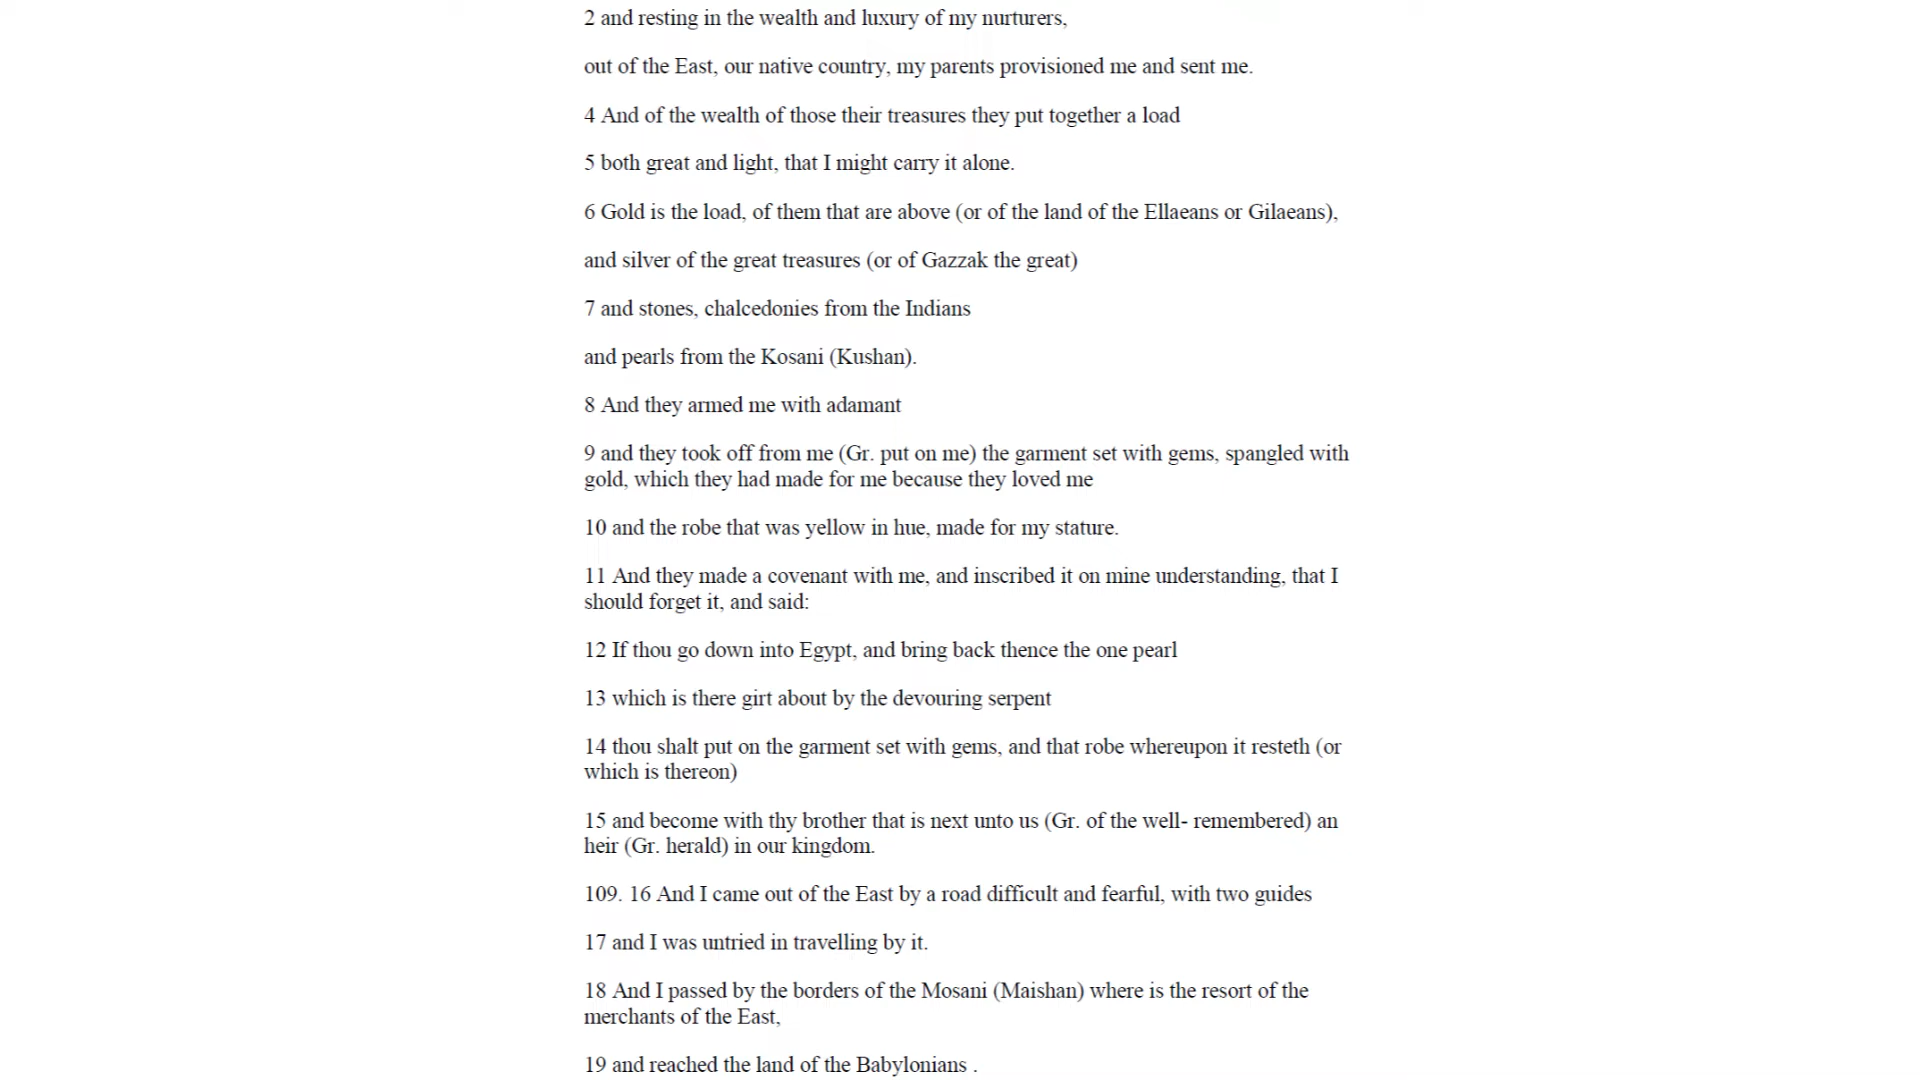 2 and resting in the wealth and luxury of my nurturers,
out of the East, our native country, my parents provisioned me and sent me.
4 And of the wealth of those their treasures they put together a load
5 both great and light, that I might carry it alone.
6 Gold is the load, of them that are above (or of the land of the Ellaeans or Gilaeans),
and silver of the great treasures (or of Gazzak the great)
7 and stones, chalcedonies from the Indians
and pearls from the Kosani (Kushan).
8 And they armed me with adamant
9 and they took off from me (Gr. put on me) the garment set with gems, spangled with
gold, which they had made for me because they loved me
10 and the robe that was yellow in hue, made for my stature.
11 And they made a covenant with me, and inscribed it on mine understanding, that I
should forget it, and said:
12 If thou go down into Egypt, and bring back thence the one pearl
13 which is there girt about by the devouring serpent
14 thou shalt put on the garment set with gems, and that robe whereupon it resteth (or
which is thereon)
15 and become with thy brother that is next unto us (Gr. of the well- remembered) an
heir (Gr. herald) in our kingdom.
109. 16 And I came out of the East by a road difficult and fearful, with two guides
17 and I was untried in travelling by it.
18 And I passed by the borders of the Mosani (Maishan) where is the resort of the
merchants of the East,
19 and reached the land of the Babylonians .